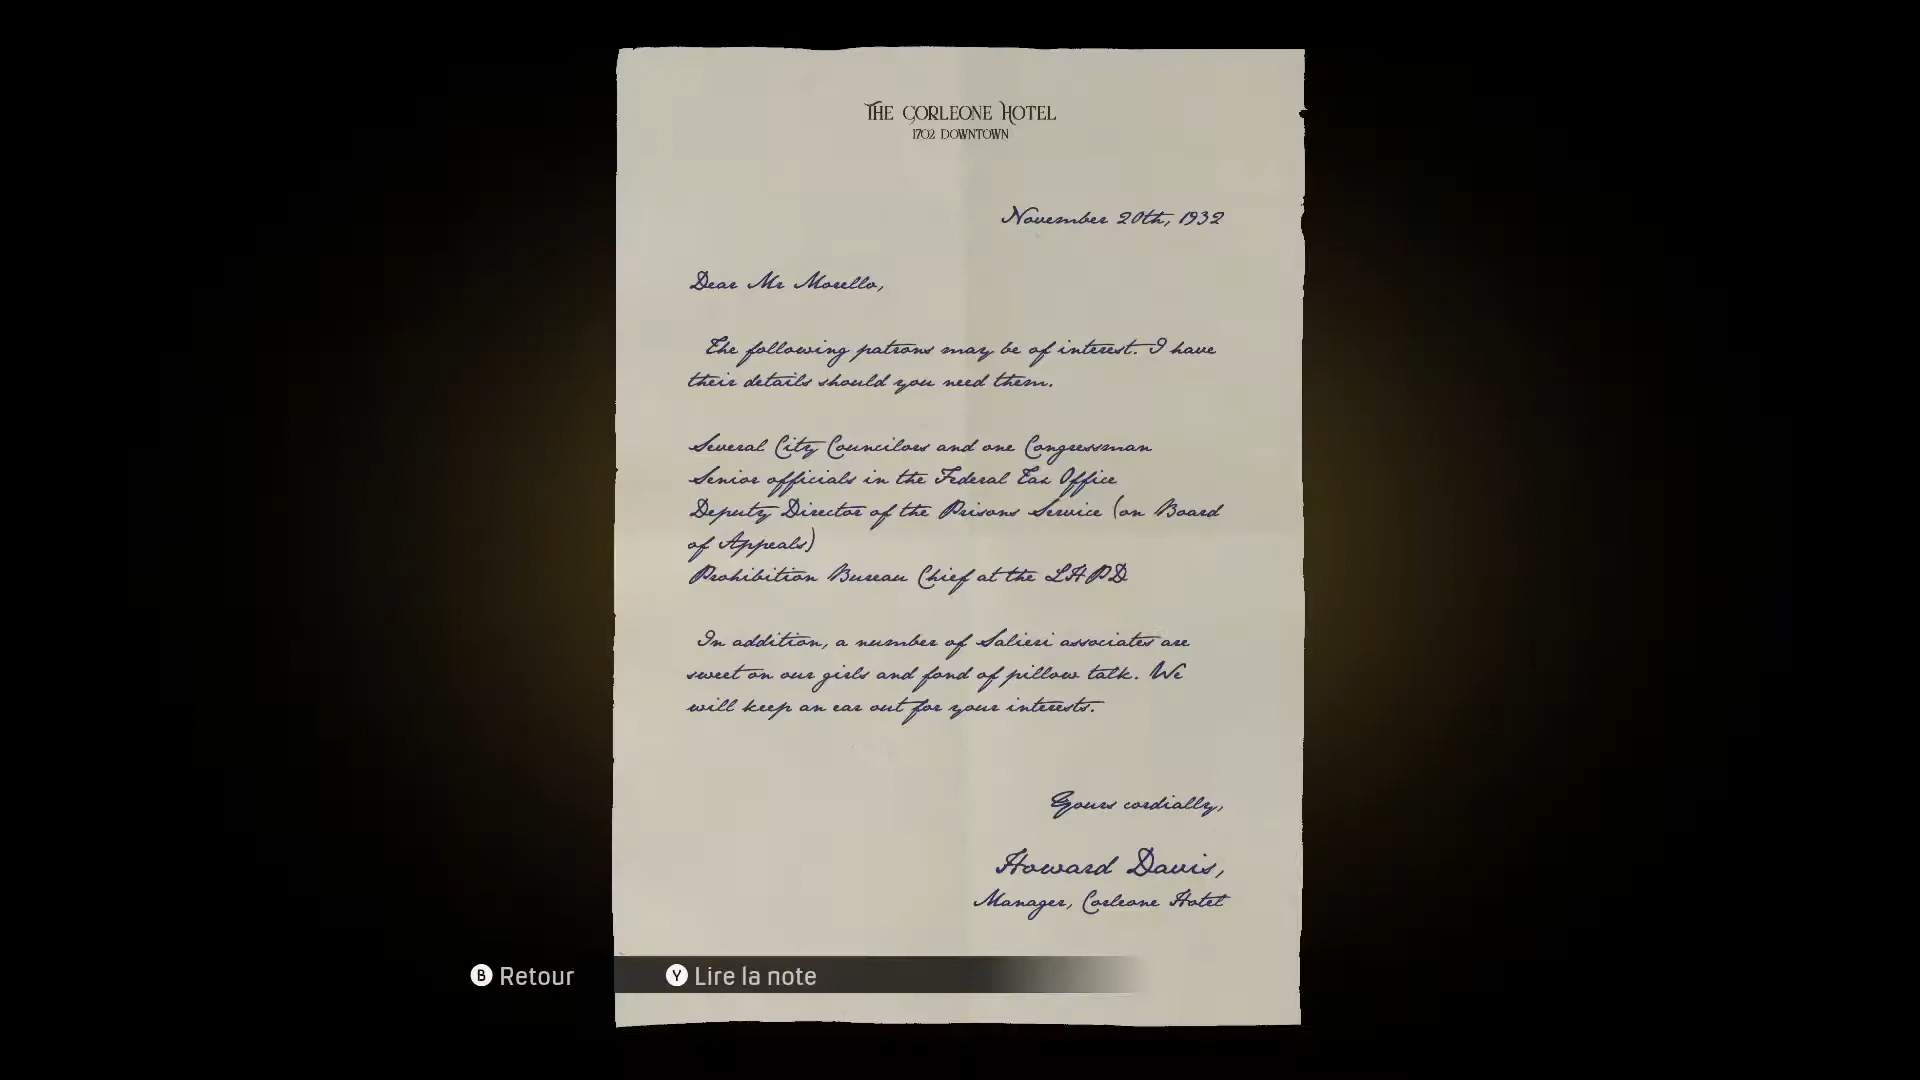 THE CORLEONE HOTEL
1702 DOWNTOWN
November 20th, 1932
Dear Mr Morello,
The following patrons may be of interest. I have
their details should you need them.
Several City Councilors and one Congressman
Senior officials in the Federal Tax Office
Deputy Director of the Prisons Service (on Board
of Appeals)
Prohibition Bureau Chief at the LHPD
In addition, a number of Salieri associates are
sweet on our girls and fond of pillow talk. We
will keep an ear out for your interests.
Yours cordially,
Howard Davis,
Manager, Corleone Hotel
B Retour
Y Lire la note